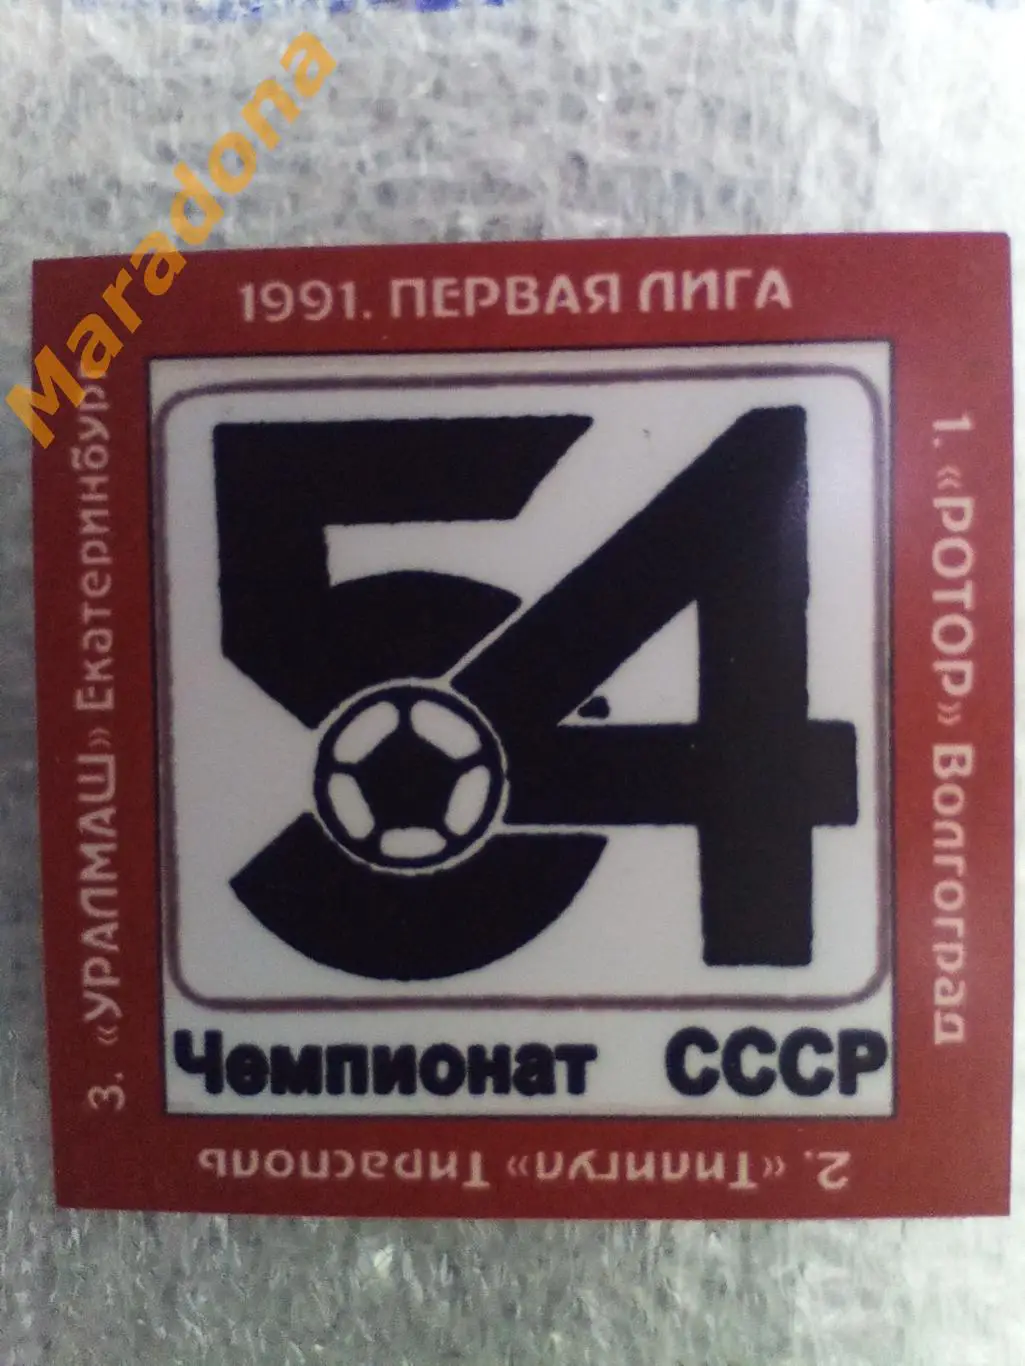 Maradona
1991. ПЕРВАЯ ЛИГА
1. «РОТОР» Волгоград
2. «Тилигул» Тирасполь
3. «УРАЛМАШ» Екатеринбург
54
Чемпионат СССР